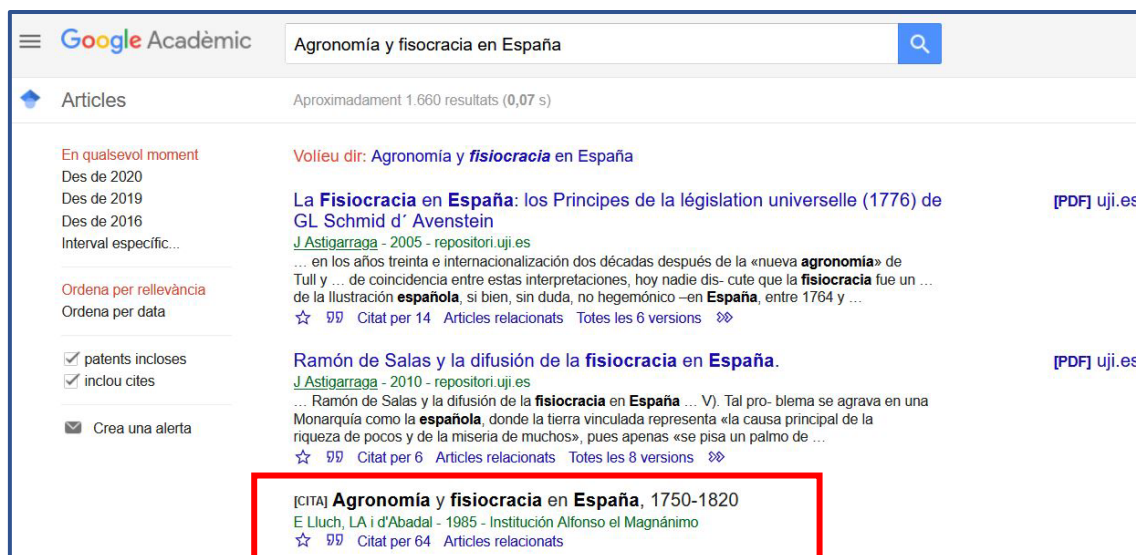 Google Acadèmic
Agronomía y fisocracia en España
Articles
Aproximadament 1.660 resultats (0,07 s)
En qualsevol moment
Des de 2020
Des de 2019
Des de 2016
Interval específic...
Ordena per rellevància
Ordena per data
patents incloses
inclou cites
Crea una alerta
Volíeu dir: Agronomía y fisiocracia en España
La Fisiocracia en España: los Principes de la législation universelle (1776) de
GL Schmid d´ Avenstein
J Astigarraga - 2005 - repositori.uji.es
… en los años treinta e internacionalización dos décadas después de la «nueva agronomía» de
Tull y … de coincidencia entre estas interpretaciones, hoy nadie dis- cute que la fisiocracia fue un …
de la Ilustración española, si bien, sin duda, no hegemónico –en España, entre 1764 y …
Citat per 14 Articles relacionats Totes les 6 versions
[PDF] uji.es
Ramón de Salas y la difusión de la fisiocracia en España.
J Astigarraga - 2010 - repositori.uji.es
… Ramón de Salas y la difusión de la fisiocracia en España … V). Tal pro- blema se agrava en una
Monarquía como la española, donde la tierra vinculada representa «la causa principal de la
riqueza de pocos y de la miseria de muchos», pues apenas «se pisa un palmo de …
Citat per 6 Articles relacionats Totes les 8 versions
[PDF] uji.es
[CITA] Agronomía y fisiocracia en España, 1750-1820
E Lluch, LA i d'Abadal - 1985 - Institución Alfonso el Magnánimo
Citat per 64 Articles relacionats